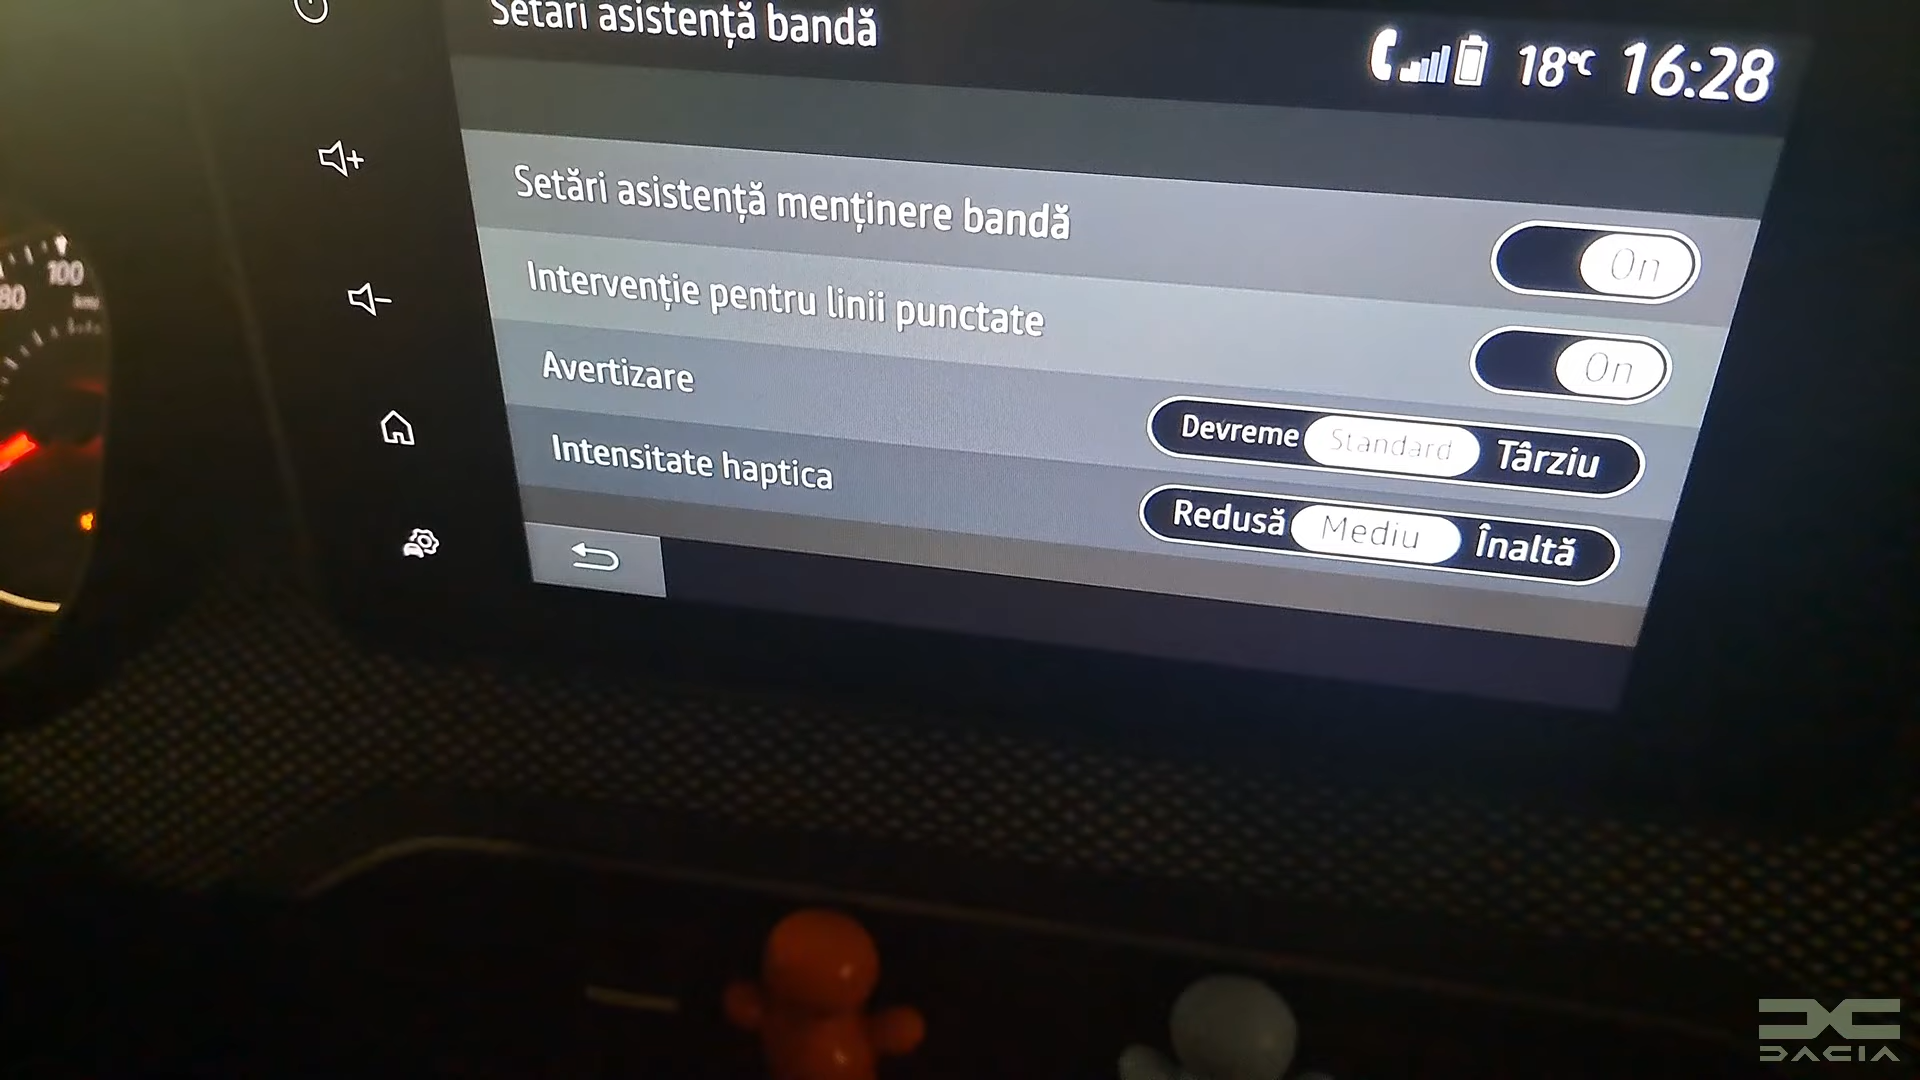 Setări asistență bandă
18°C 16:28
Setări asistență menținere bandă
On
Intervenție pentru linii punctate
On
Avertizare
Devreme Standard Târziu
Intensitate haptica
Redusă Mediu Înaltă
100
80
DACIA